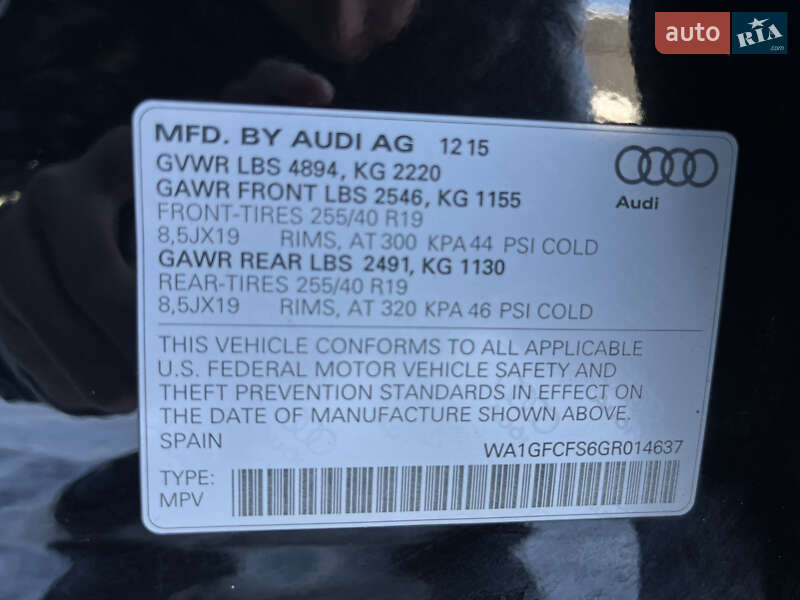 auto RIA.com
MFD. BY AUDI AG 12 15
GVWR LBS 4894, KG 2220
GAWR FRONT LBS 2546, KG 1155
FRONT-TIRES 255/40 R19
8,5JX19 RIMS, AT 300 KPA 44 PSI COLD
GAWR REAR LBS 2491, KG 1130
REAR-TIRES 255/40 R19
8,5JX19 RIMS, AT 320 KPA 46 PSI COLD
Audi
THIS VEHICLE CONFORMS TO ALL APPLICABLE
U.S. FEDERAL MOTOR VEHICLE SAFETY AND
THEFT PREVENTION STANDARDS IN EFFECT ON
THE DATE OF MANUFACTURE SHOWN ABOVE.
SPAIN WA1GFCFS6GR014637
TYPE:
MPV